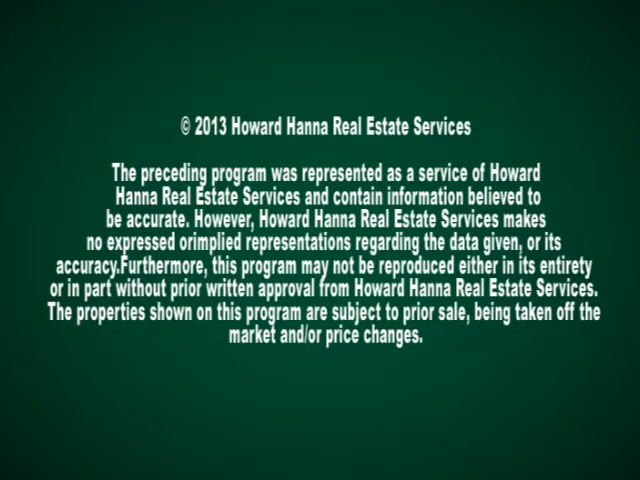 © 2013 Howard Hanna Real Estate Services
The preceding program was represented as a service of Howard
Hanna Real Estate Services and contain information believed to
be accurate. However, Howard Hanna Real Estate Services makes
no expressed orimplied representations regarding the data given, or its
accuracy.Furthermore, this program may not be reproduced either in its entirety
or in part without prior written approval from Howard Hanna Real Estate Services.
The properties shown on this program are subject to prior sale, being taken off the
market and/or price changes.